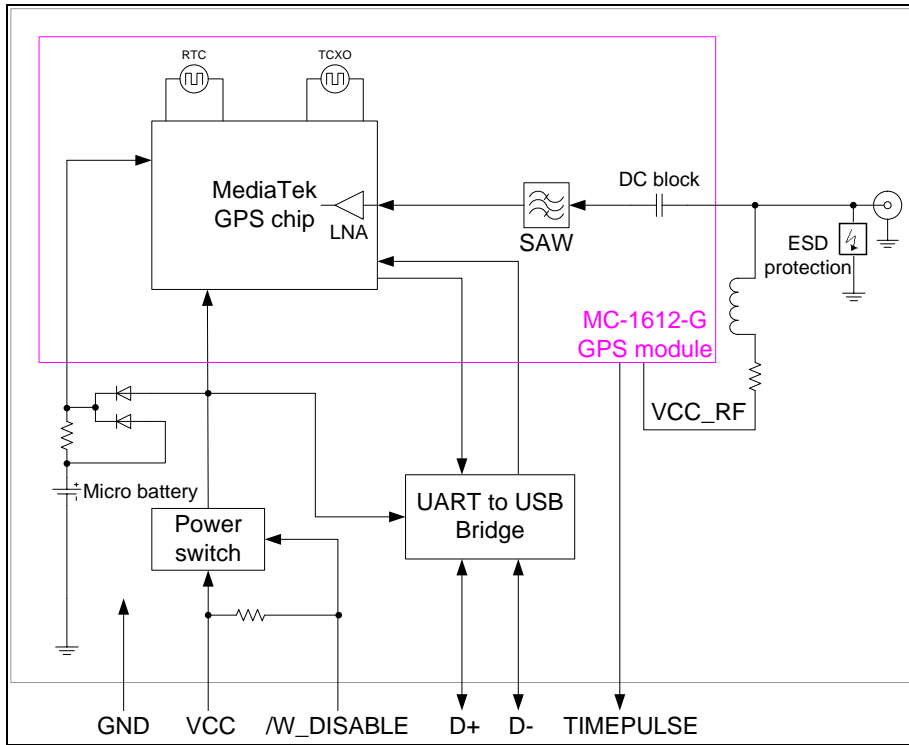 RTC
TCXO
MediaTek
GPS chip
LNA
SAW
DC block
ESD
protection
MC-1612-G
GPS module
VCC_RF
+
-
Micro battery
Power
switch
UART to USB
Bridge
GND
VCC
/W_DISABLE
D+
D-
TIMEPULSE